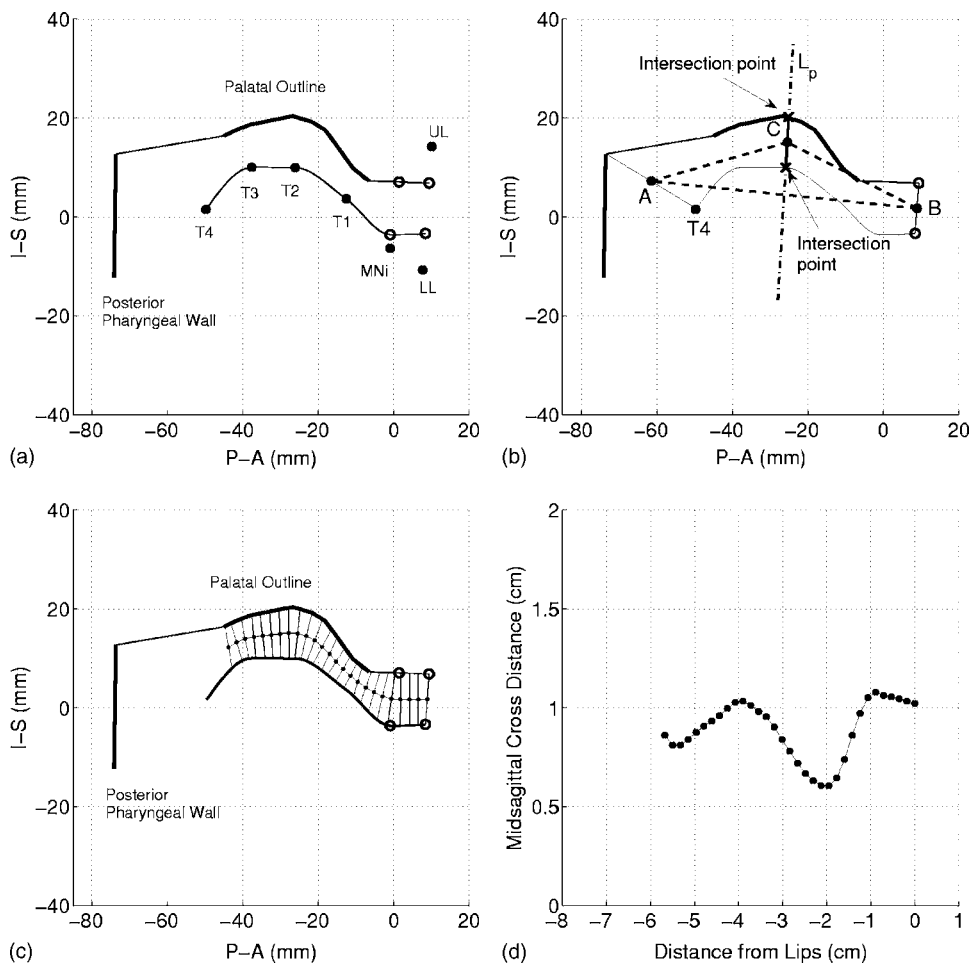 40
20
0
−20
−40
I−S (mm)
Palatal Outline
UL
T4
T3
T2
T1
MNi
LL
Posterior
Pharyngeal Wall
−80
−60
−40
−20
0
20
(a)
P−A (mm)
40
20
0
−20
−40
I−S (mm)
Intersection point
Lp
C
A
B
T4
Intersection
point
−80
−60
−40
−20
0
20
(b)
P−A (mm)
40
20
0
−20
−40
I−S (mm)
Palatal Outline
Posterior
Pharyngeal Wall
−80
−60
−40
−20
0
20
(c)
P−A (mm)
2
1.5
1
0.5
0
Midsagittal Cross Distance (cm)
−8
−7
−6
−5
−4
−3
−2
−1
0
1
(d)
Distance from Lips (cm)